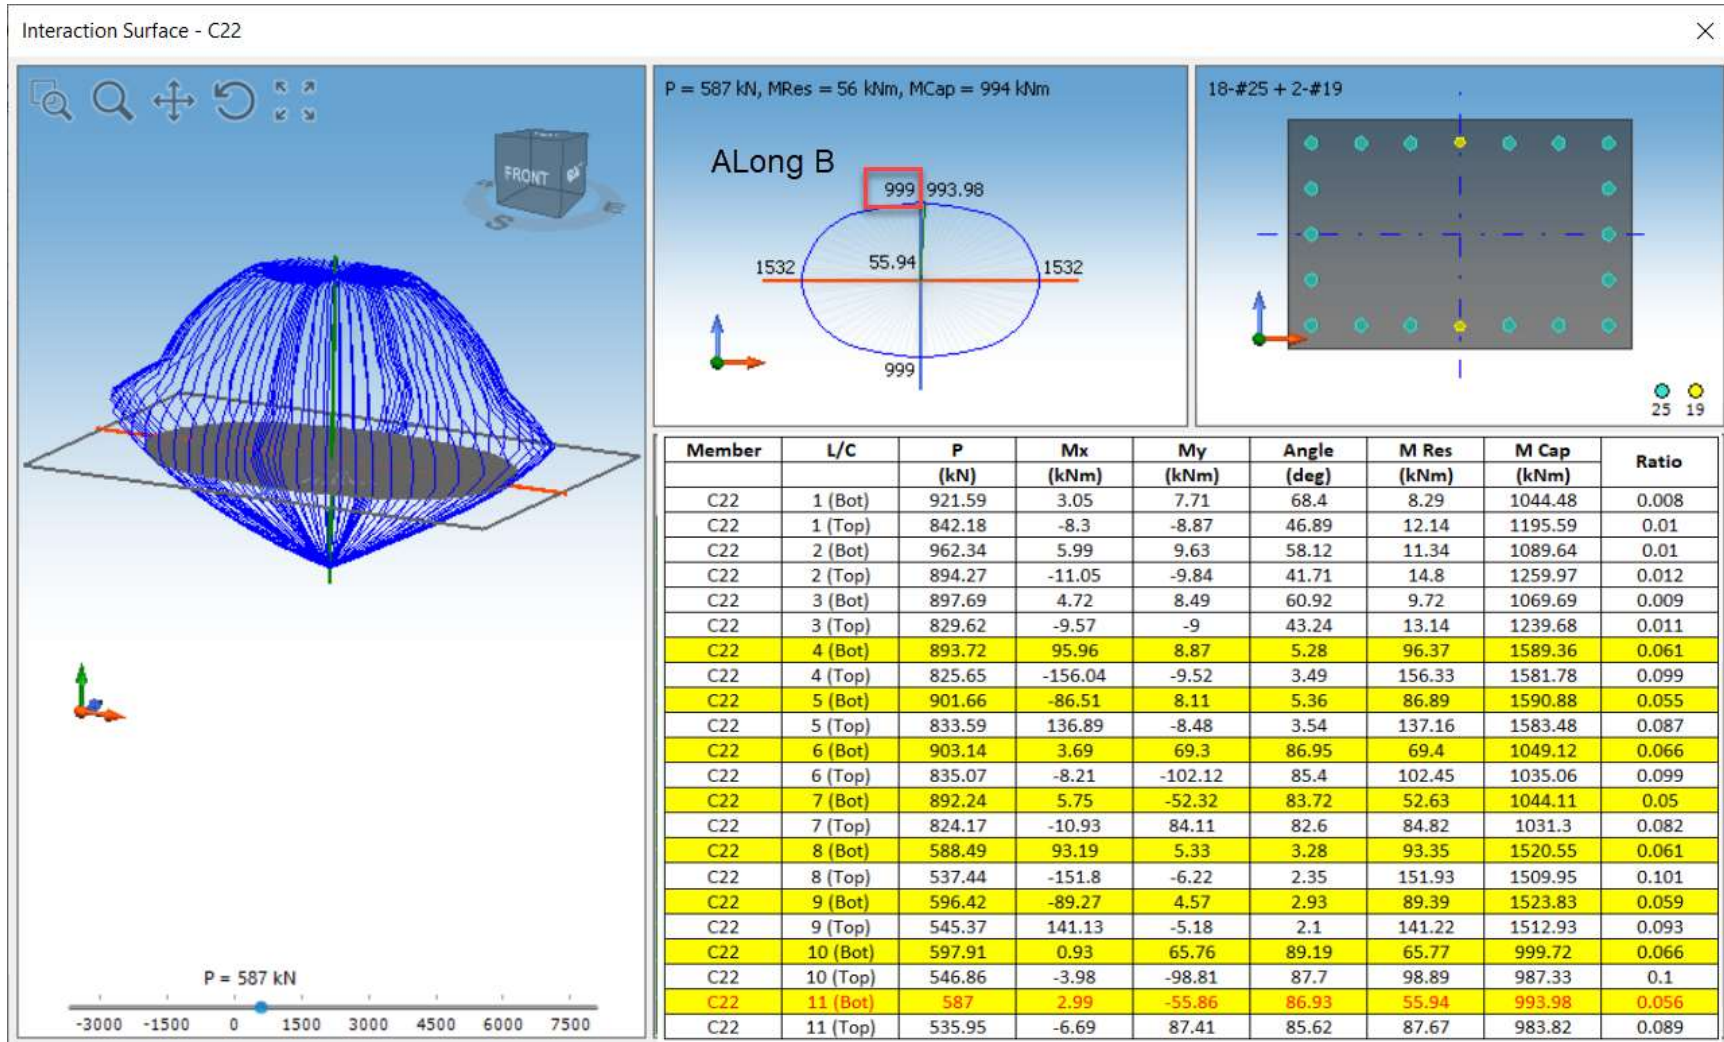 Interaction Surface - C22
FRONT
S
P = 587 kN
-3000 -1500 0 1500 3000 4500 6000 7500
P = 587 kN, MRes = 56 kNm, MCap = 994 kNm
ALong B
999 993.98
1532 55.94 1532
999
18-#25 + 2-#19
25 19
Member L/C P Mx My Angle M Res M Cap Ratio
(kN) (kNm) (kNm) (deg) (kNm) (kNm)
C22 1 (Bot) 921.59 3.05 7.71 68.4 8.29 1044.48 0.008
C22 1 (Top) 842.18 -8.3 -8.87 46.89 12.14 1195.59 0.01
C22 2 (Bot) 962.34 5.99 9.63 58.12 11.34 1089.64 0.01
C22 2 (Top) 894.27 -11.05 -9.84 41.71 14.8 1259.97 0.012
C22 3 (Bot) 897.69 4.72 8.49 60.92 9.72 1069.69 0.009
C22 3 (Top) 829.62 -9.57 -9 43.24 13.14 1239.68 0.011
C22 4 (Bot) 893.72 95.96 8.87 5.28 96.37 1589.36 0.061
C22 4 (Top) 825.65 -156.04 -9.52 3.49 156.33 1581.78 0.099
C22 5 (Bot) 901.66 -86.51 8.11 5.36 86.89 1590.88 0.055
C22 5 (Top) 833.59 136.89 -8.48 3.54 137.16 1583.48 0.087
C22 6 (Bot) 903.14 3.69 69.3 86.95 69.4 1049.12 0.066
C22 6 (Top) 835.07 -8.21 -102.12 85.4 102.45 1035.06 0.099
C22 7 (Bot) 892.24 5.75 -52.32 83.72 52.63 1044.11 0.05
C22 7 (Top) 824.17 -10.93 84.11 82.6 84.82 1031.3 0.082
C22 8 (Bot) 588.49 93.19 5.33 3.28 93.35 1520.55 0.061
C22 8 (Top) 537.44 -151.8 -6.22 2.35 151.93 1509.95 0.101
C22 9 (Bot) 596.42 -89.27 4.57 2.93 89.39 1523.83 0.059
C22 9 (Top) 545.37 141.13 -5.18 2.1 141.22 1512.93 0.093
C22 10 (Bot) 597.91 0.93 65.76 89.19 65.77 999.72 0.066
C22 10 (Top) 546.86 -3.98 -98.81 87.7 98.89 987.33 0.1
C22 11 (Bot) 587 2.99 -55.86 86.93 55.94 993.98 0.056
C22 11 (Top) 535.95 -6.69 87.41 85.62 87.67 983.82 0.089